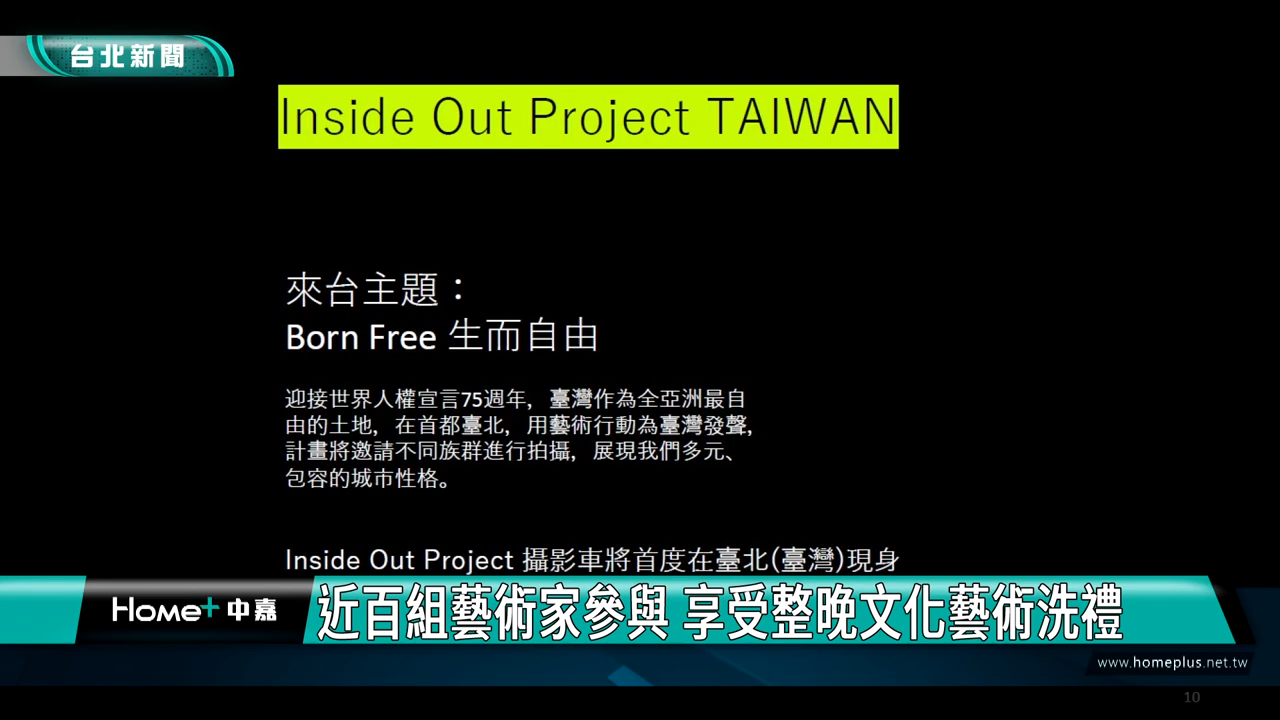 台北新聞
Inside Out Project TAIWAN
來台主題：
Born Free 生而自由
迎接世界人權宣言75週年，臺灣作為全亞洲最自
由的土地，在首都臺北，用藝術行動為臺灣發聲，
計畫將邀請不同族群進行拍攝，展現我們多元、
包容的城市性格。
Inside Out Project 攝影車將首度在臺北(臺灣)現身
Home+中嘉
近百組藝術家參與 享受整晚文化藝術洗禮
www.homeplus.net.tw
10